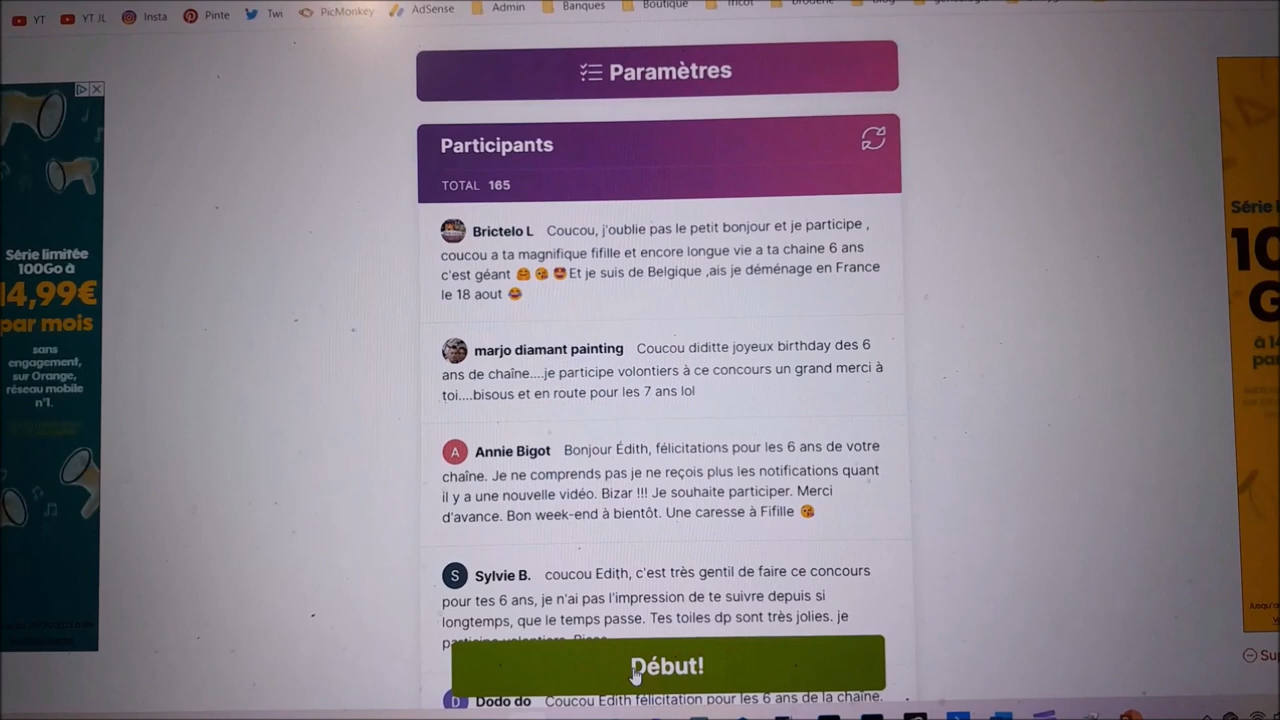 YT YT JL Insta Pinte Twi PicMonkey AdSense Admin Banques Boutique
Paramètres
Participants
TOTAL 165
Brictelo L Coucou, j'oublie pas le petit bonjour et je participe ,
coucou a ta magnifique fifille et encore longue vie a ta chaine 6 ans
c'est géant 🤗 😘 🤩 Et je suis de Belgique ,ais je déménage en France
le 18 aout 😂
marjo diamant painting Coucou diditte joyeux birthday des 6
ans de chaîne....je participe volontiers à ce concours un grand merci à
toi....bisous et en route pour les 7 ans lol
A Annie Bigot Bonjour Édith, félicitations pour les 6 ans de votre
chaîne. Je ne comprends pas je ne reçois plus les notifications quant
il y a une nouvelle vidéo. Bizar !!! Je souhaite participer. Merci
d'avance. Bon week-end à bientôt. Une caresse à Fifille 😘
S Sylvie B. coucou Edith, c'est très gentil de faire ce concours
pour tes 6 ans, je n'ai pas l'impression de te suivre depuis si
longtemps, que le temps passe. Tes toiles dp sont très jolies. je
Début!
D Dodo do Coucou Edith félicitation pour les 6 ans de la chaine.
Série limitée
100Go à
14,99€
par mois
sans
engagement,
sur Orange,
réseau mobile
n°1.
Série
10
à 14